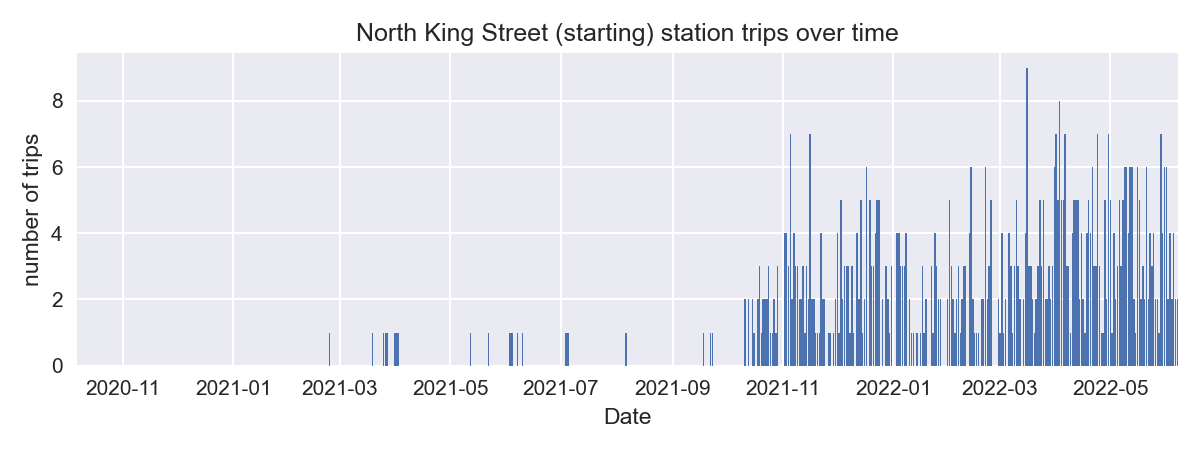 North King Street (starting) station trips over time
number of trips
8
6
4
2
0
2020-11 2021-01 2021-03 2021-05 2021-07 2021-09 2021-11 2022-01 2022-03 2022-05
Date